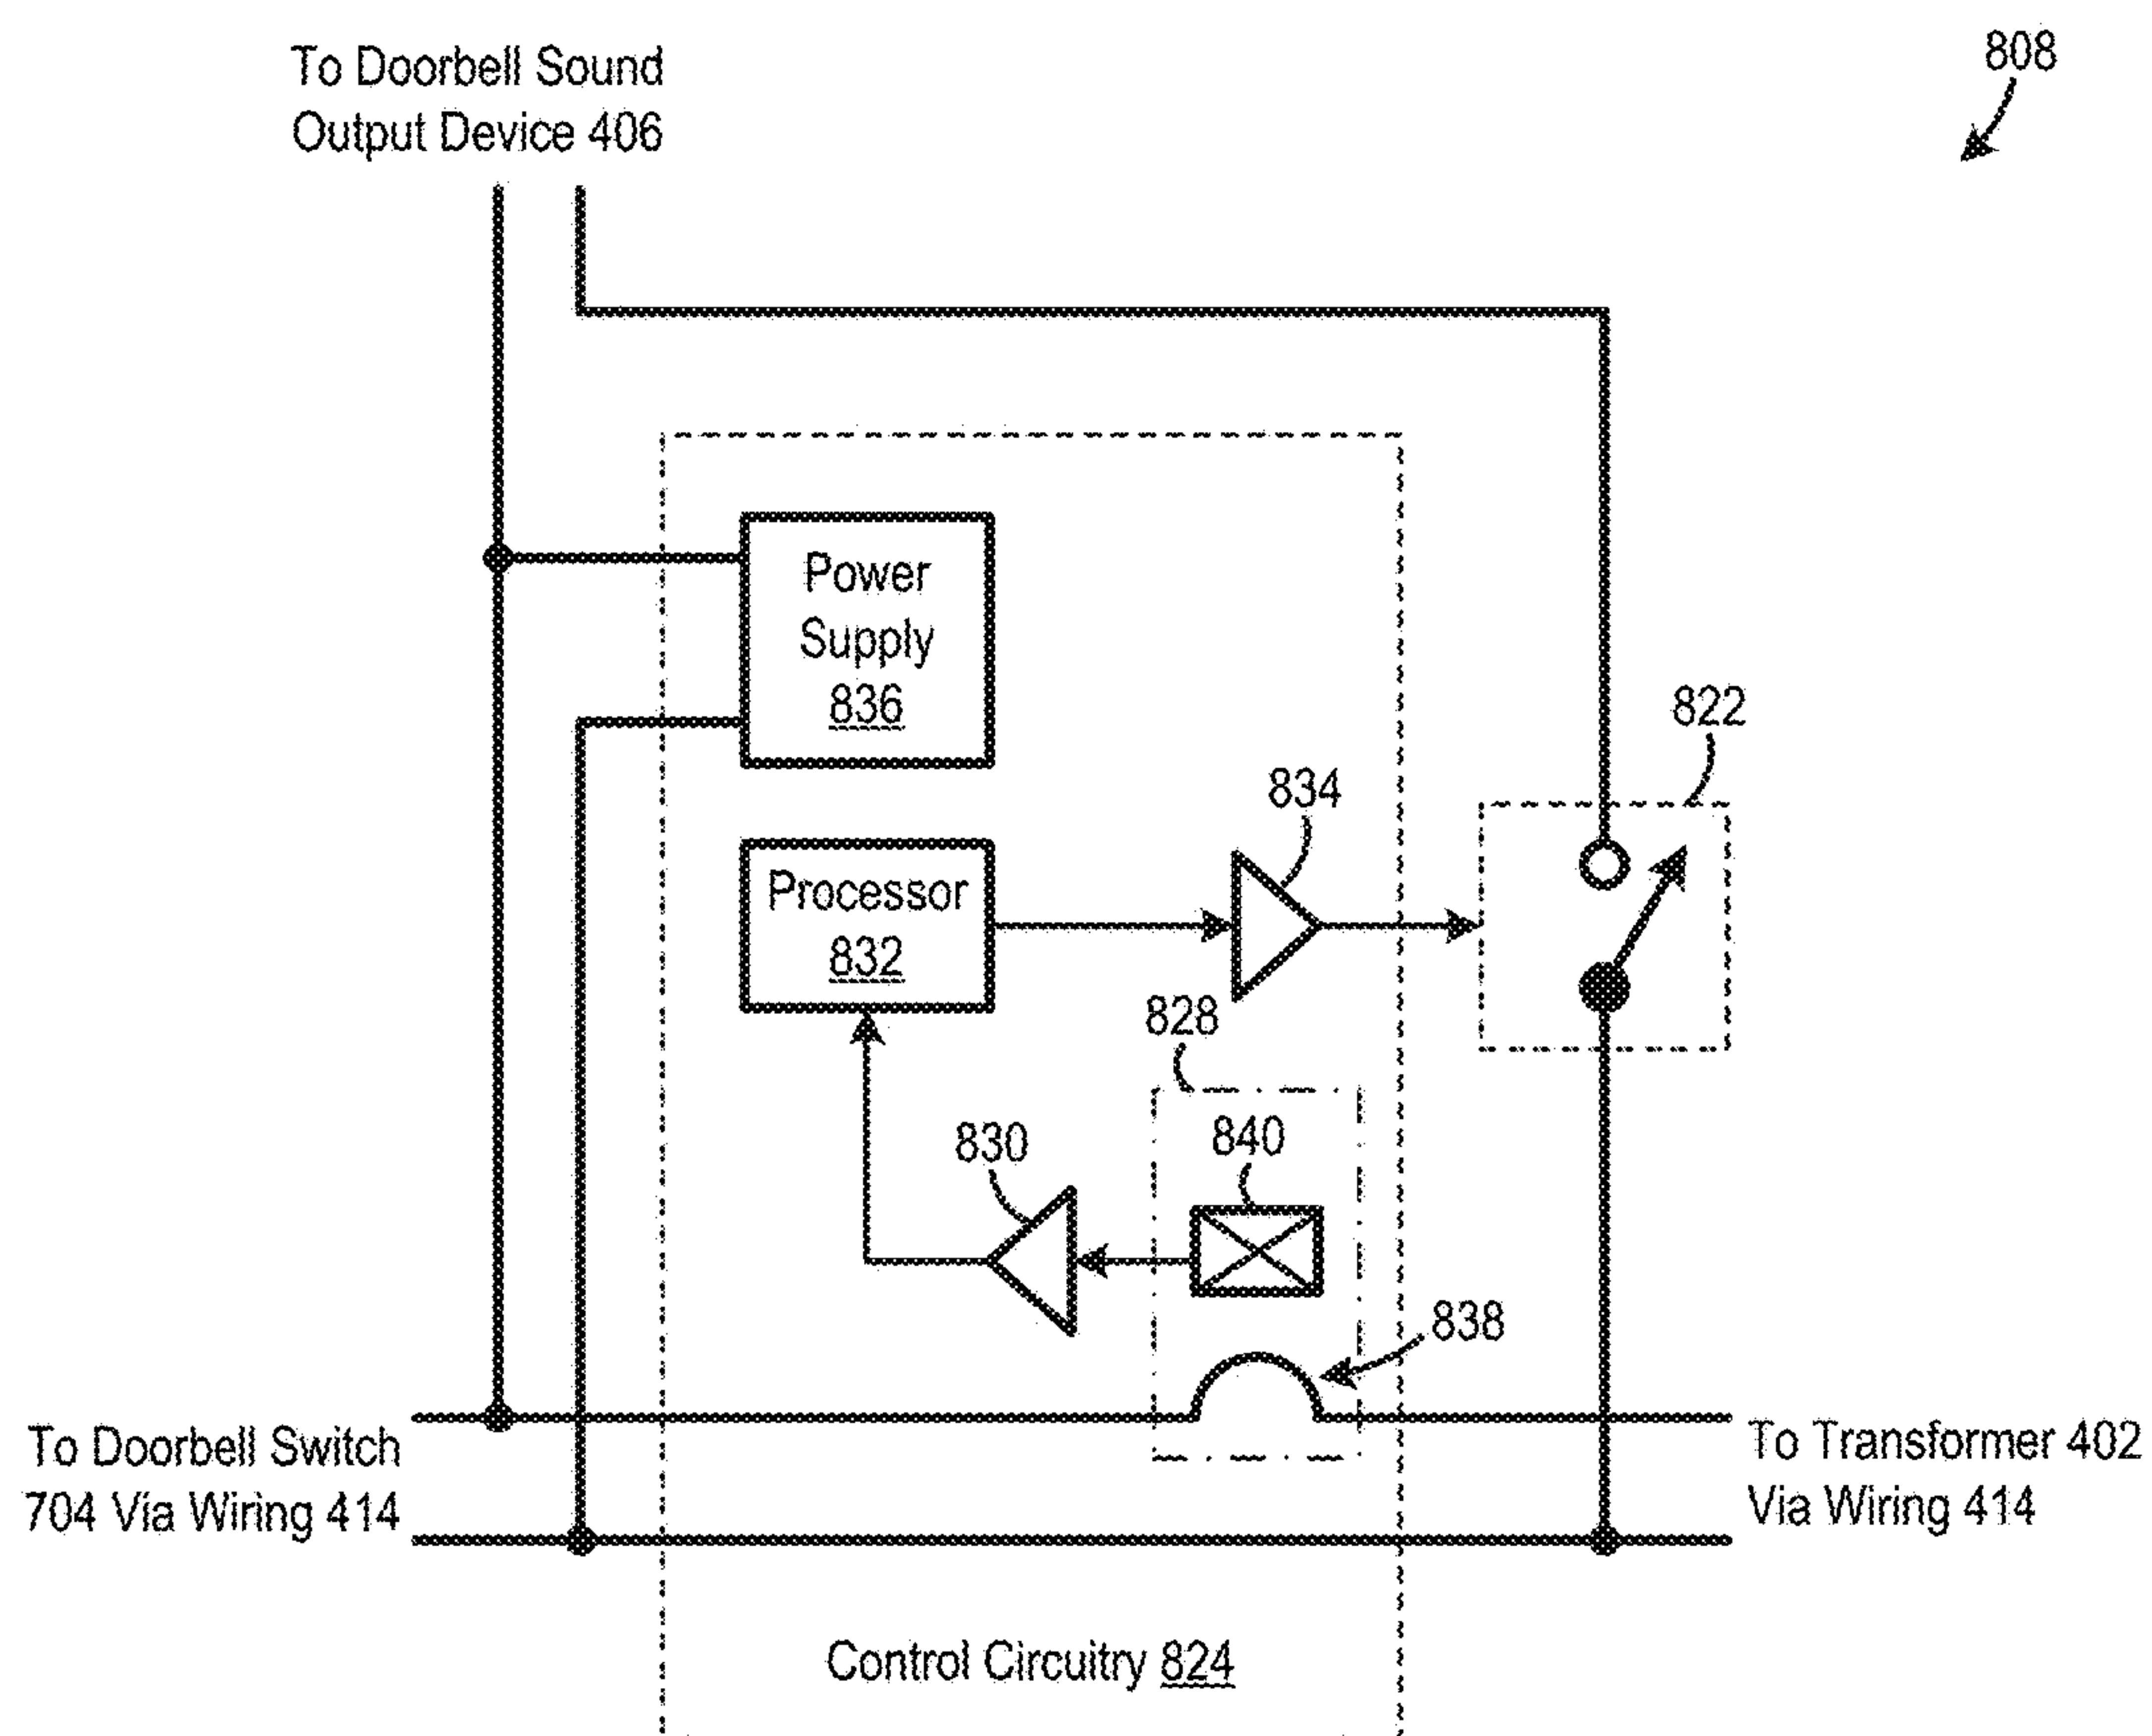 To Doorbell Sound
Output Device 406
808
Power
Supply
836
822
834
Processor
832
828
830
840
838
To Doorbell Switch
704 Via Wiring 414
To Transformer 402
Via Wiring 414
Control Circuitry 824